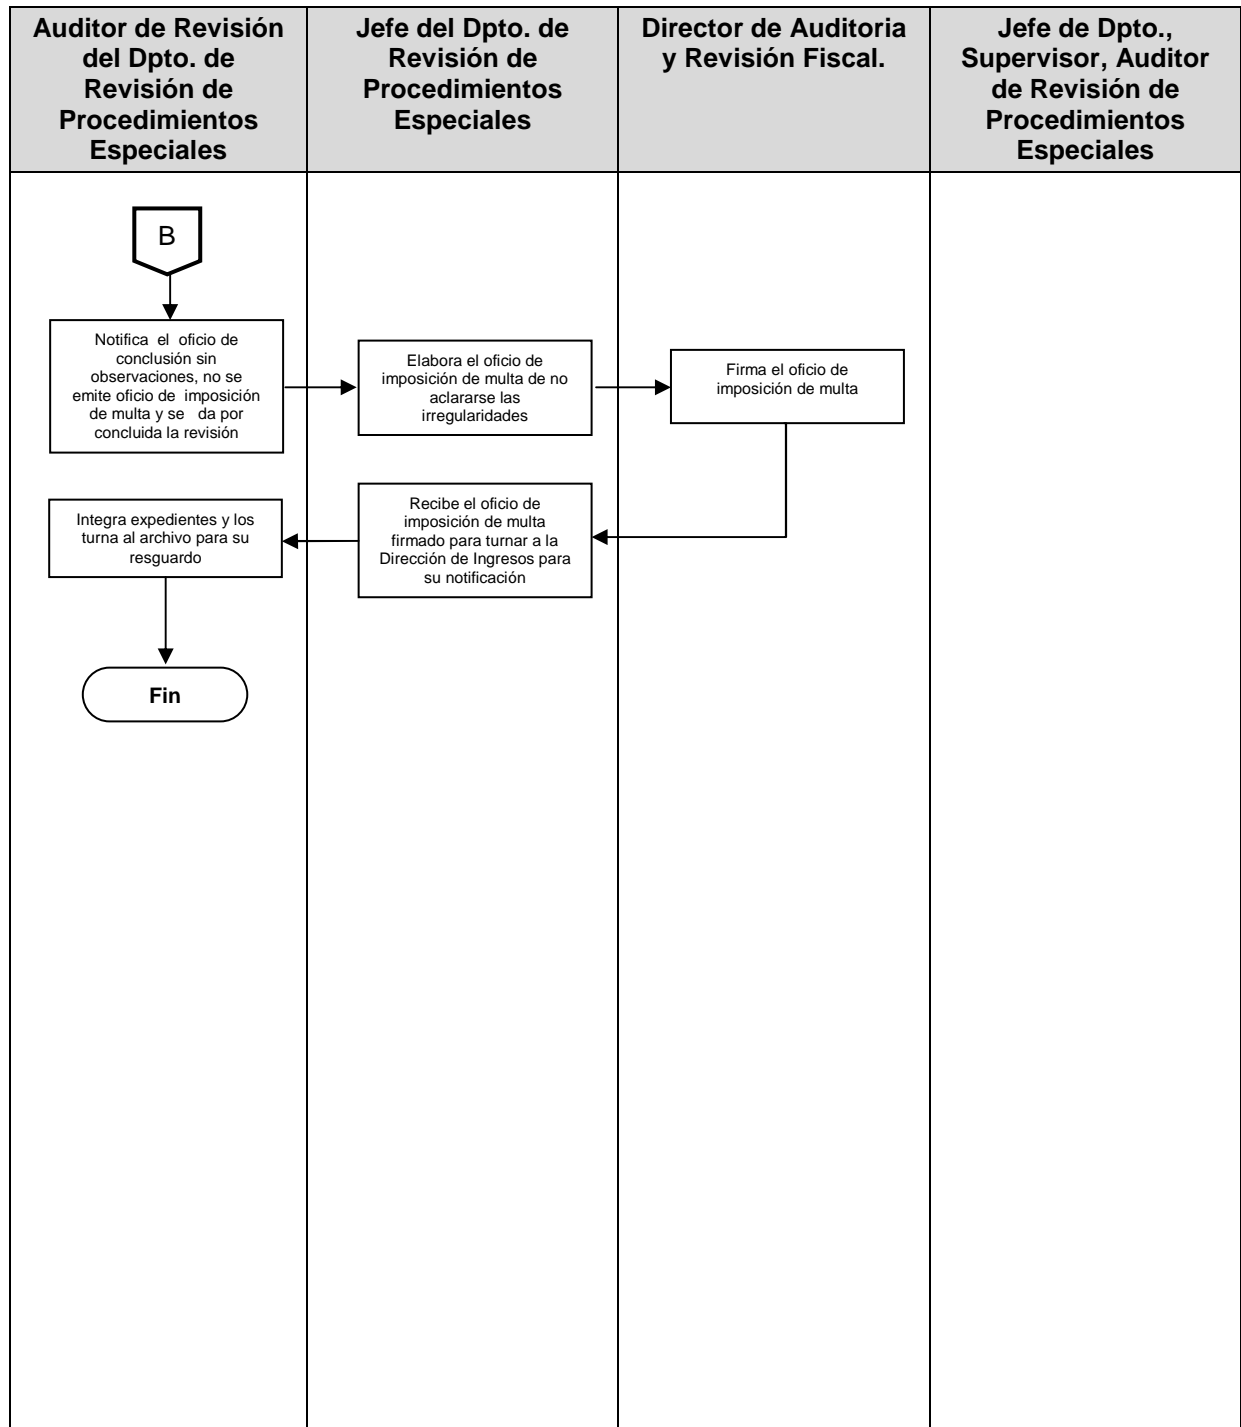 Auditor de Revisión
del Dpto. de
Revisión de
Procedimientos
Especiales
Jefe del Dpto. de
Revisión de
Procedimientos
Especiales
Director de Auditoria
y Revisión Fiscal.
Jefe de Dpto.,
Supervisor, Auditor
de Revisión de
Procedimientos
Especiales
B
Notifica el oficio de
conclusión sin
observaciones, no se
emite oficio de imposición
de multa y se da por
concluida la revisión
Elabora el oficio de
imposición de multa de no
aclararse las
irregularidades
Firma el oficio de
imposición de multa
Recibe el oficio de
imposición de multa
firmado para turnar a la
Dirección de Ingresos para
su notificación
Integra expedientes y los
turna al archivo para su
resguardo
Fin